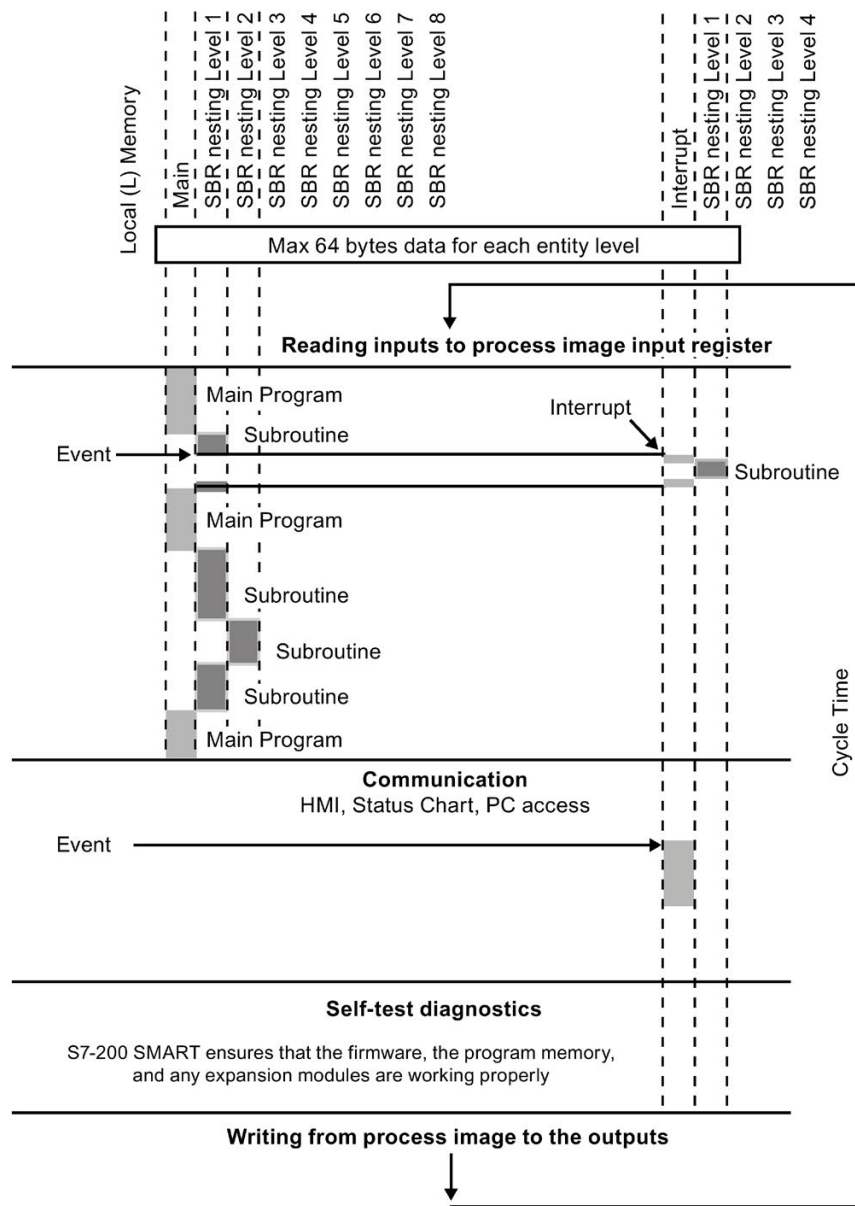 Local (L) Memory
Main
SBR nesting Level 1
SBR nesting Level 2
SBR nesting Level 3
SBR nesting Level 4
SBR nesting Level 5
SBR nesting Level 6
SBR nesting Level 7
SBR nesting Level 8
Interrupt
SBR nesting Level 1
SBR nesting Level 2
SBR nesting Level 3
SBR nesting Level 4
Max 64 bytes data for each entity level
Reading inputs to process image input register
Main Program
Interrupt
Subroutine
Event
Subroutine
Main Program
Subroutine
Subroutine
Subroutine
Main Program
Cycle Time
Communication
HMI, Status Chart, PC access
Event
Self-test diagnostics
S7-200 SMART ensures that the firmware, the program memory,
and any expansion modules are working properly
Writing from process image to the outputs